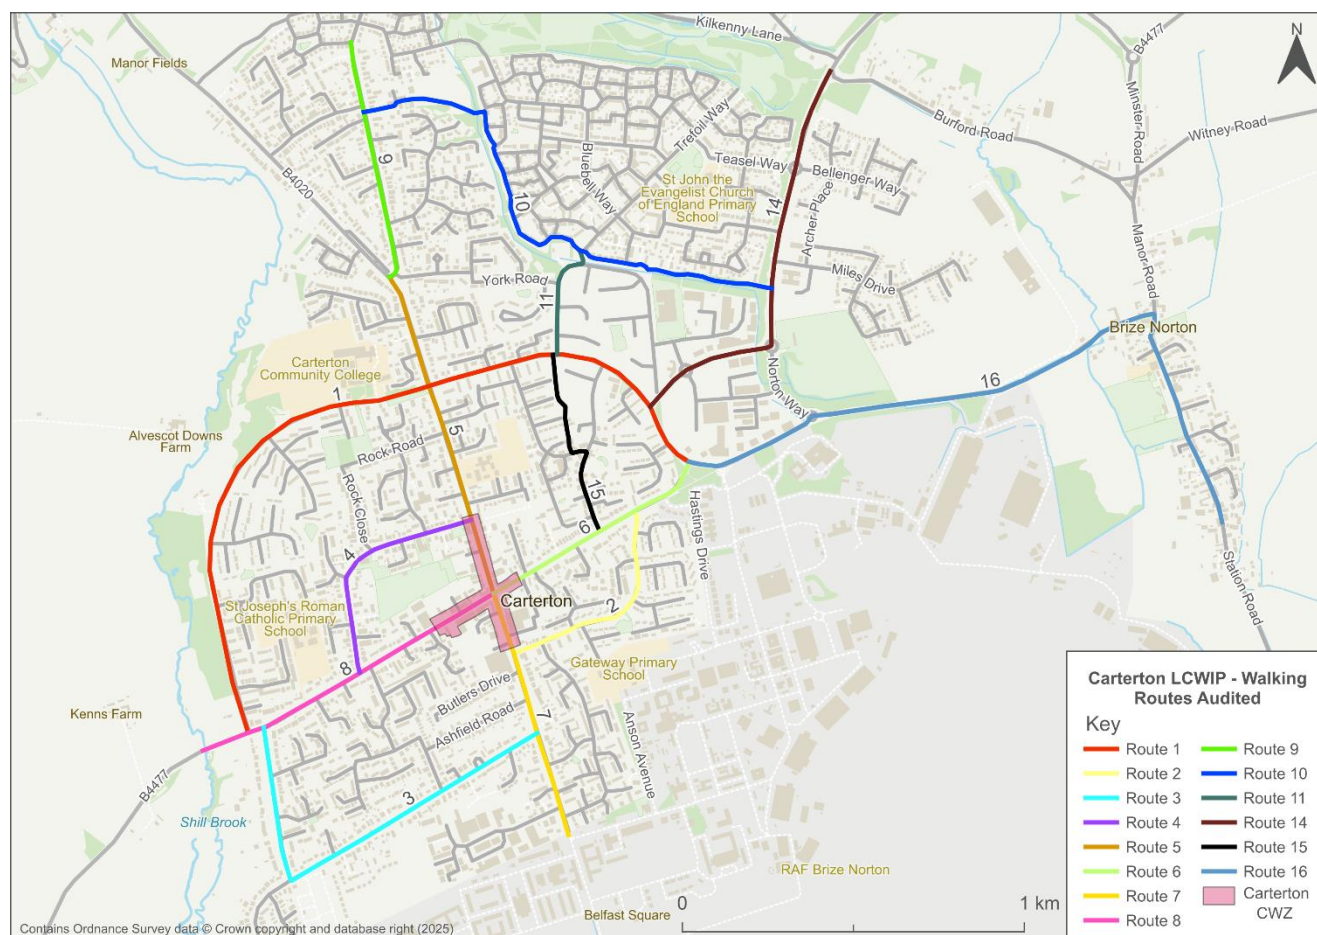 Kilkenny Lane
B4477
N
Manor Fields
Minster Road
Witney Road
Burford Road
Trefoil Way
Teasel Way
Bellenger Way
Bluebell Way
St John the
Evangelist Church
of England Primary
School
9
B4020
10
14
Archer Place
Manor Road
York Road
11
Miles Drive
Brize Norton
Carterton
Community College
1
Norton Way
16
Alvescot Downs
Farm
Rock Road
5
Rock Close
15
6
Hastings Drive
Station Road
4
St Joseph's Roman
Catholic Primary
School
Carterton
2
8
Gateway Primary
School
Butlers Drive
Kenns Farm
Ashfield Road
7
Anson Avenue
B4477
3
Shill Brook
RAF Brize Norton
Belfast Square
0
1 km
Contains Ordnance Survey data © Crown copyright and database right (2025)
Carterton LCWIP - Walking
Routes Audited
Key
Route 1
Route 2
Route 3
Route 4
Route 5
Route 6
Route 7
Route 8
Route 9
Route 10
Route 11
Route 14
Route 15
Route 16
Carterton
CWZ